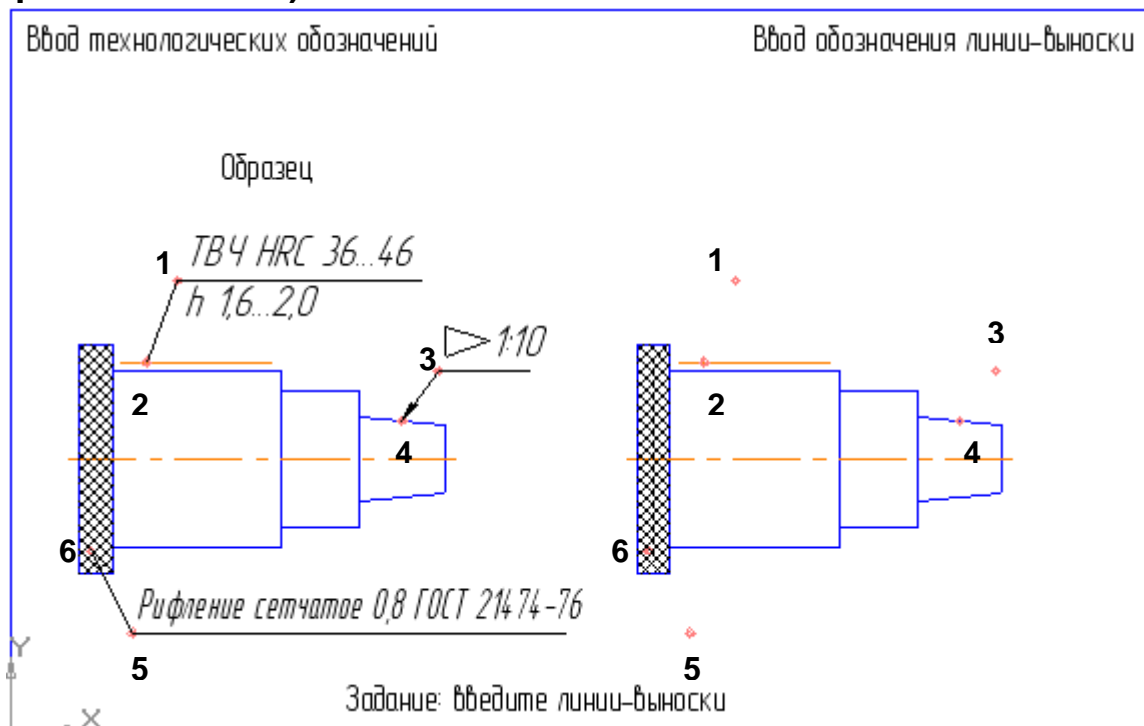 Ввод технологических обозначений
Ввод обозначения линии-выноски
Образец
1
ТВЧ HRC 36...46
h 1,6...2,0
3
1:10
2
4
6
Рифление сетчатое 0,8 ГОСТ 21474-76
5
1
3
2
4
6
5
Y
X
Задание: введите линии-выноски